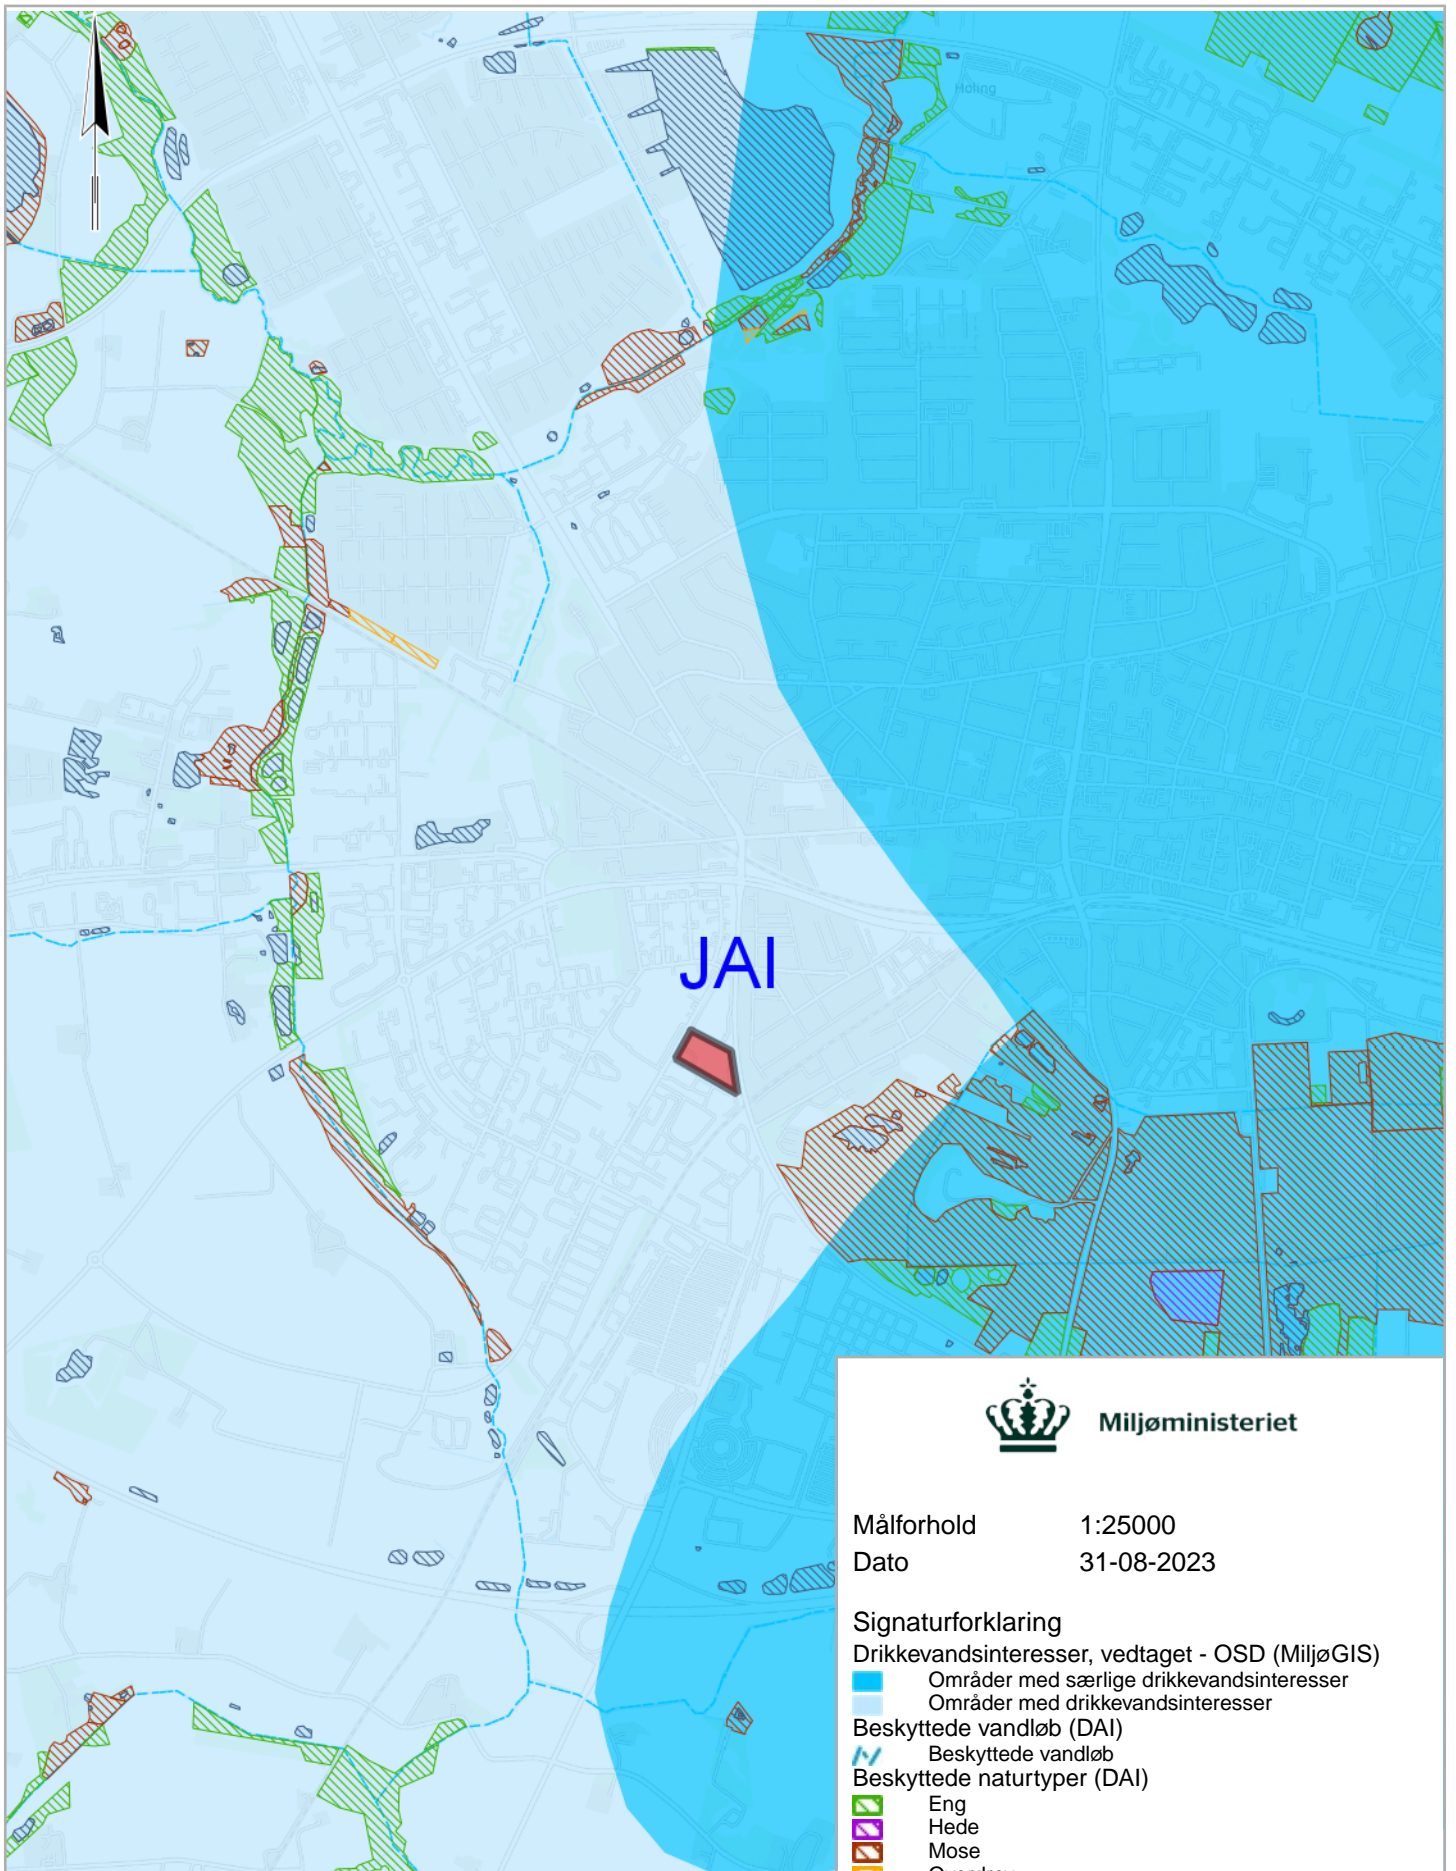 Holing
JAI
Miljøministeriet
Målforhold 1:25000
Dato 31-08-2023
Signaturforklaring
Drikkevandsinteresser, vedtaget - OSD (MiljøGIS)
Områder med særlige drikkevandsinteresser
Områder med drikkevandsinteresser
Beskyttede vandløb (DAI)
Beskyttede vandløb
Beskyttede naturtyper (DAI)
Eng
Hede
Mose
Overdrev